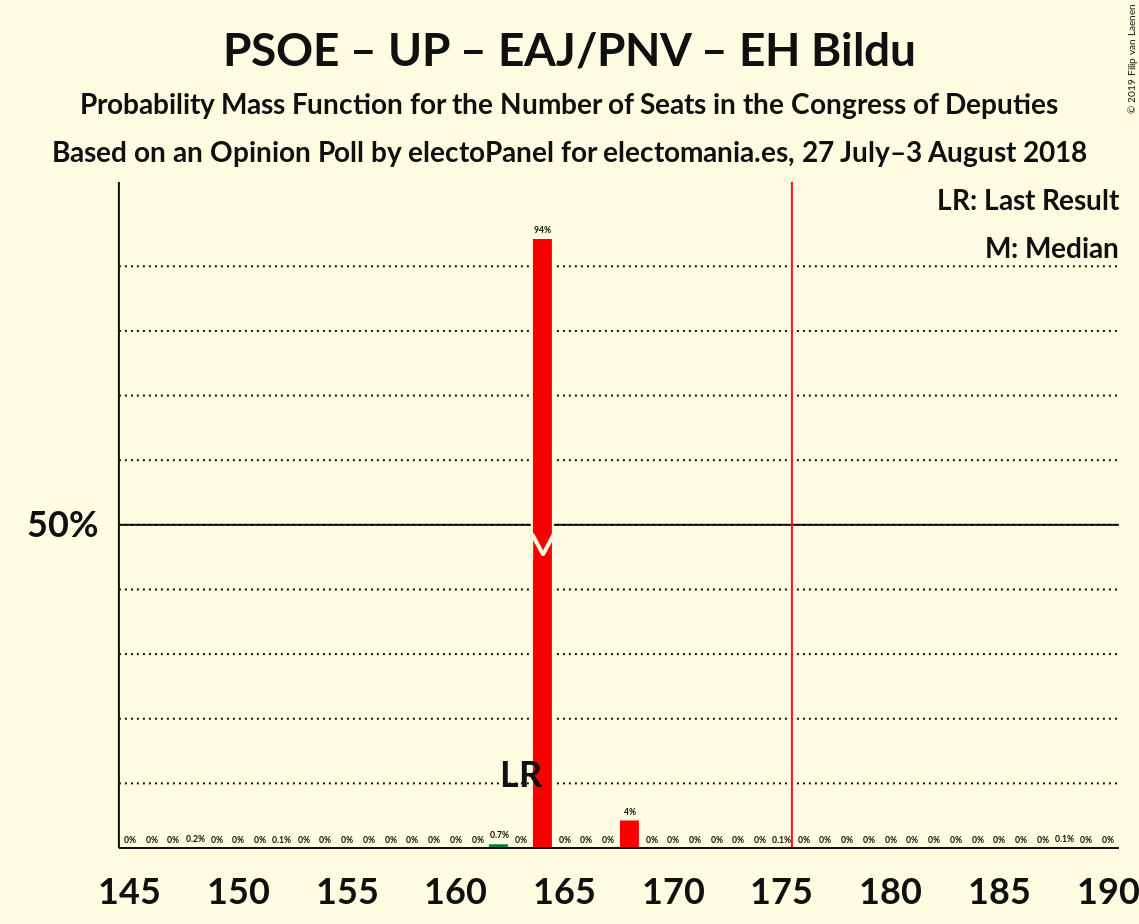 PSOE – UP – EAJ/PNV – EH Bildu
Probability Mass Function for the Number of Seats in the Congress of Deputies
Based on an Opinion Poll by electoPanel for electomania.es, 27 July–3 August 2018
© 2019 Filip van Laenen
LR: Last Result
M: Median
94%
50%
LR
4%
0% 0% 0% 0.2% 0% 0% 0% 0.1% 0% 0% 0% 0% 0% 0% 0% 0% 0% 0.7% 0% 0% 0% 0% 0% 0% 0% 0% 0% 0% 0.1% 0% 0% 0% 0% 0% 0% 0% 0% 0% 0% 0% 0% 0.1% 0% 0%
145 150 155 160 165 170 175 180 185 190